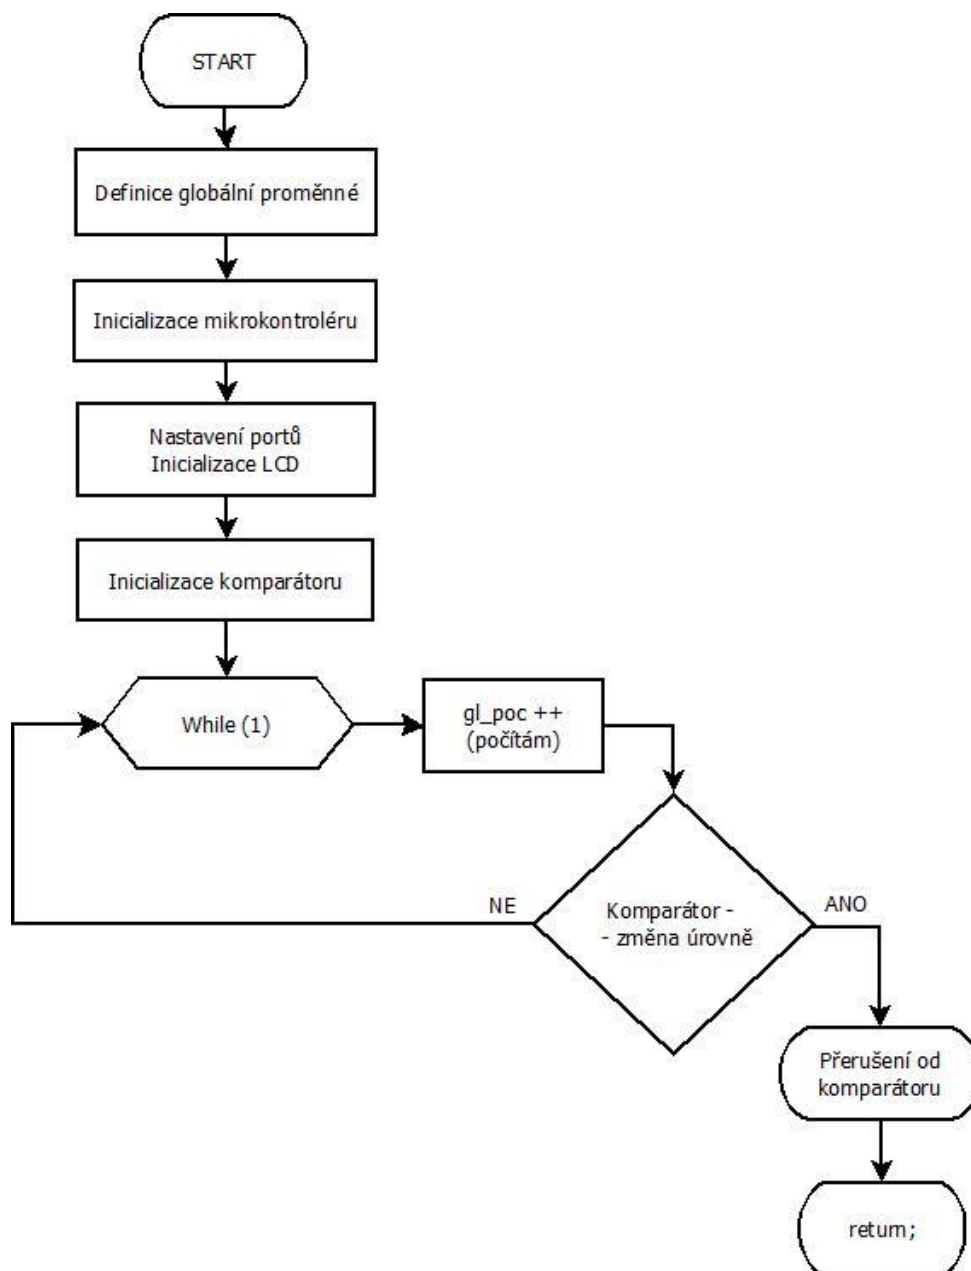 START
Definice globální proměnné
Inicializace mikrokontroléru
Nastavení portů
Inicializace LCD
Inicializace komparátoru
While (1)
gl_poc ++
(počítám)
Komparátor -
- změna úrovně
NE
ANO
Přerušení od
komparátoru
return;